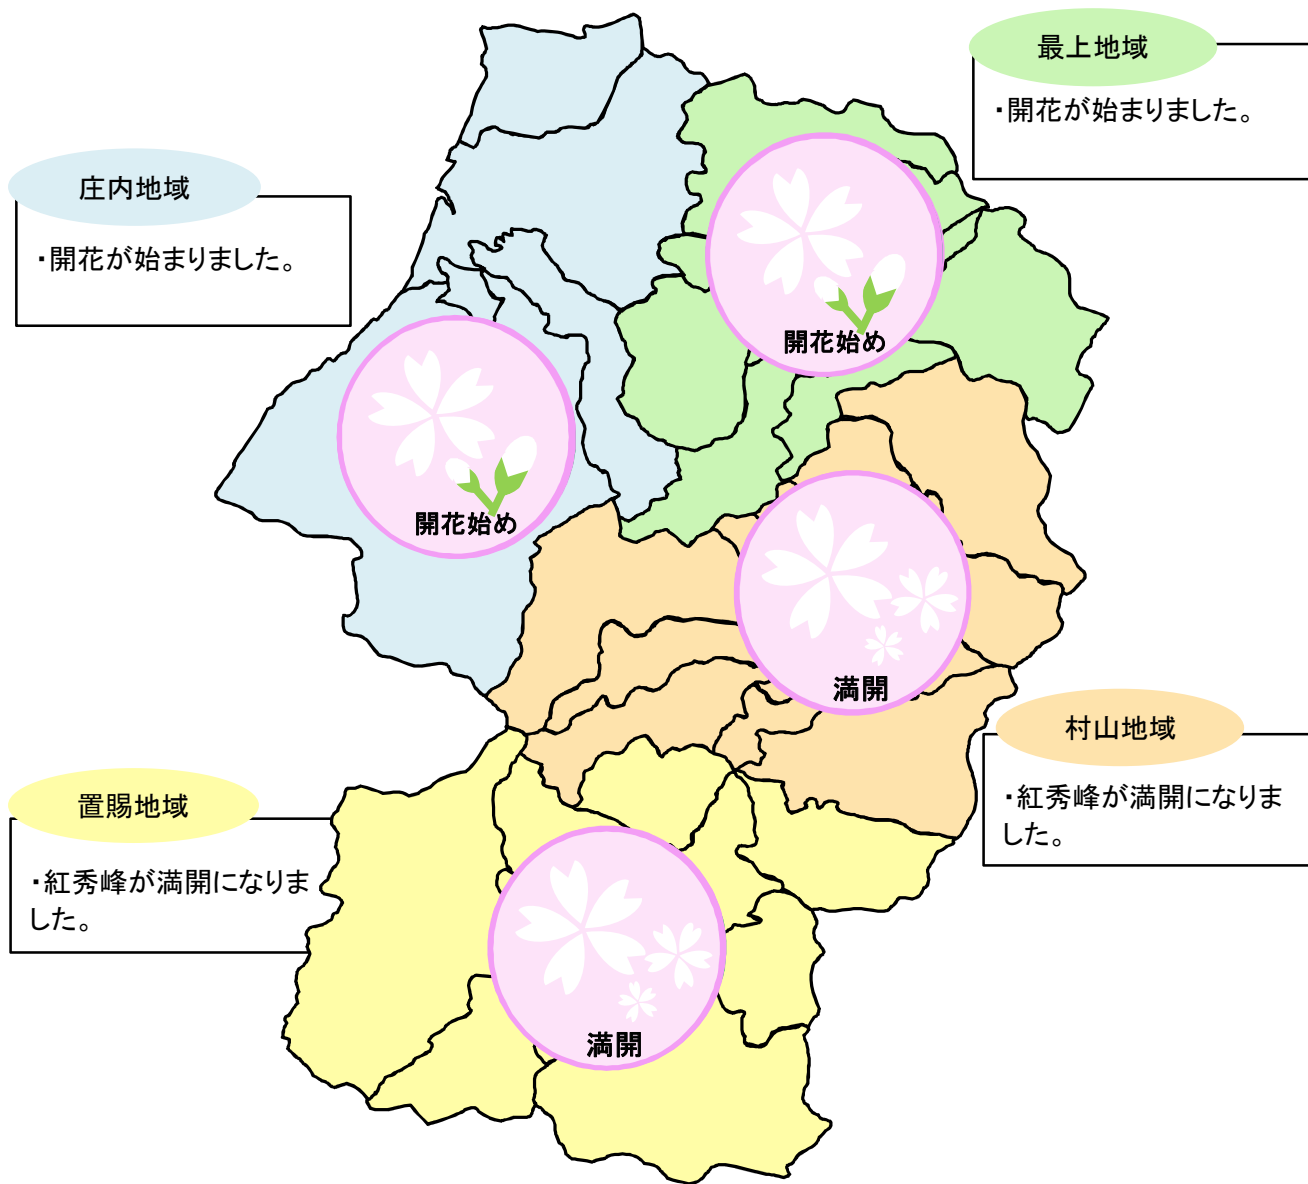 最上地域
・開花が始まりました。
庄内地域
・開花が始まりました。
開花始め
開花始め
満開
村山地域
・紅秀峰が満開になりま
した。
置賜地域
・紅秀峰が満開になりま
した。
満開